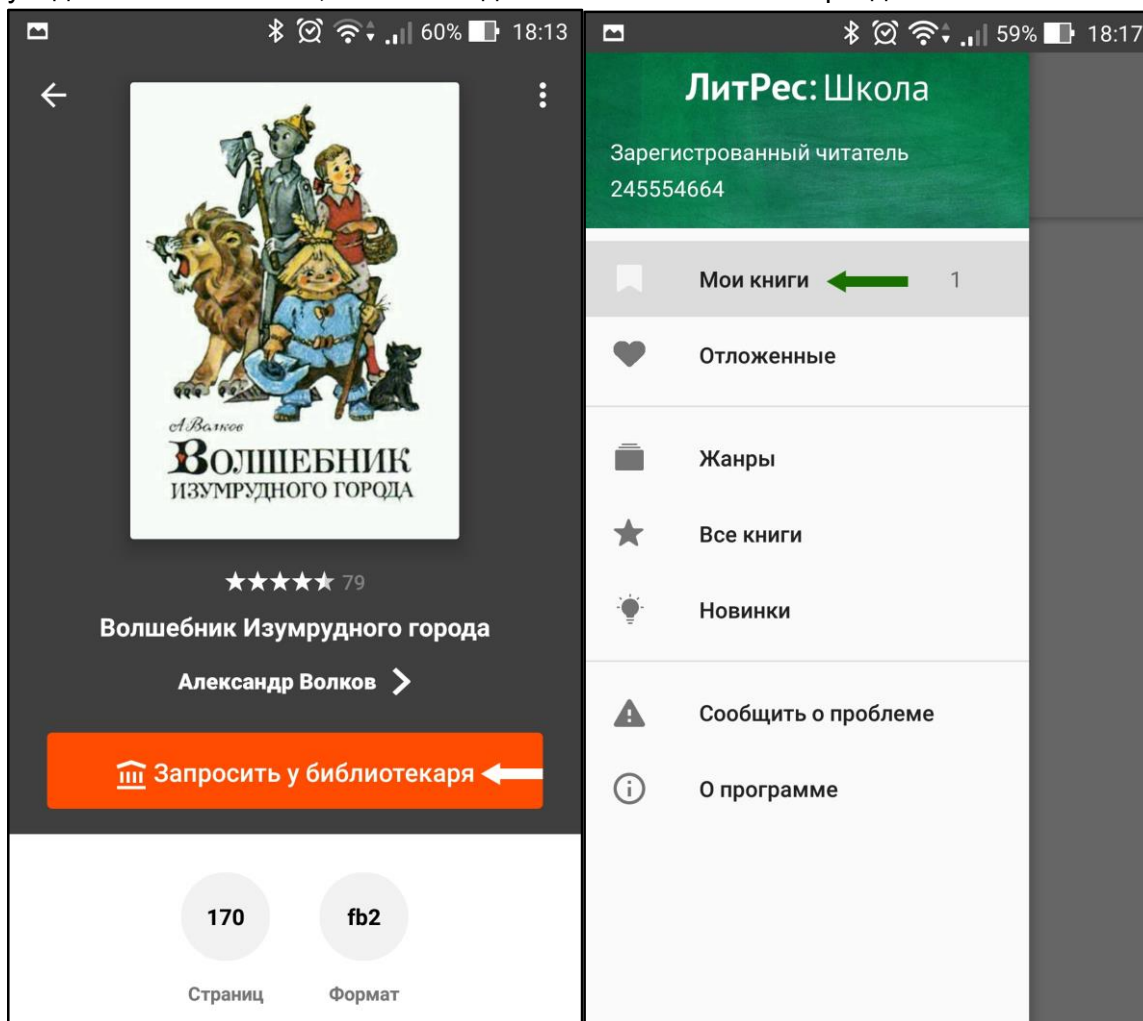 60% 18:13
А.Волков
ВОЛШЕБНИК
ИЗУМРУДНОГО ГОРОДА
79
Волшебник Изумрудного города
Александр Волков
Запросить у библиотекаря
170 fb2
Страниц Формат
59% 18:17
ЛитРес: Школа
Зарегистрованный читатель
245554664
Мои книги 1
Отложенные
Жанры
Все книги
Новинки
Сообщить о проблеме
О программе